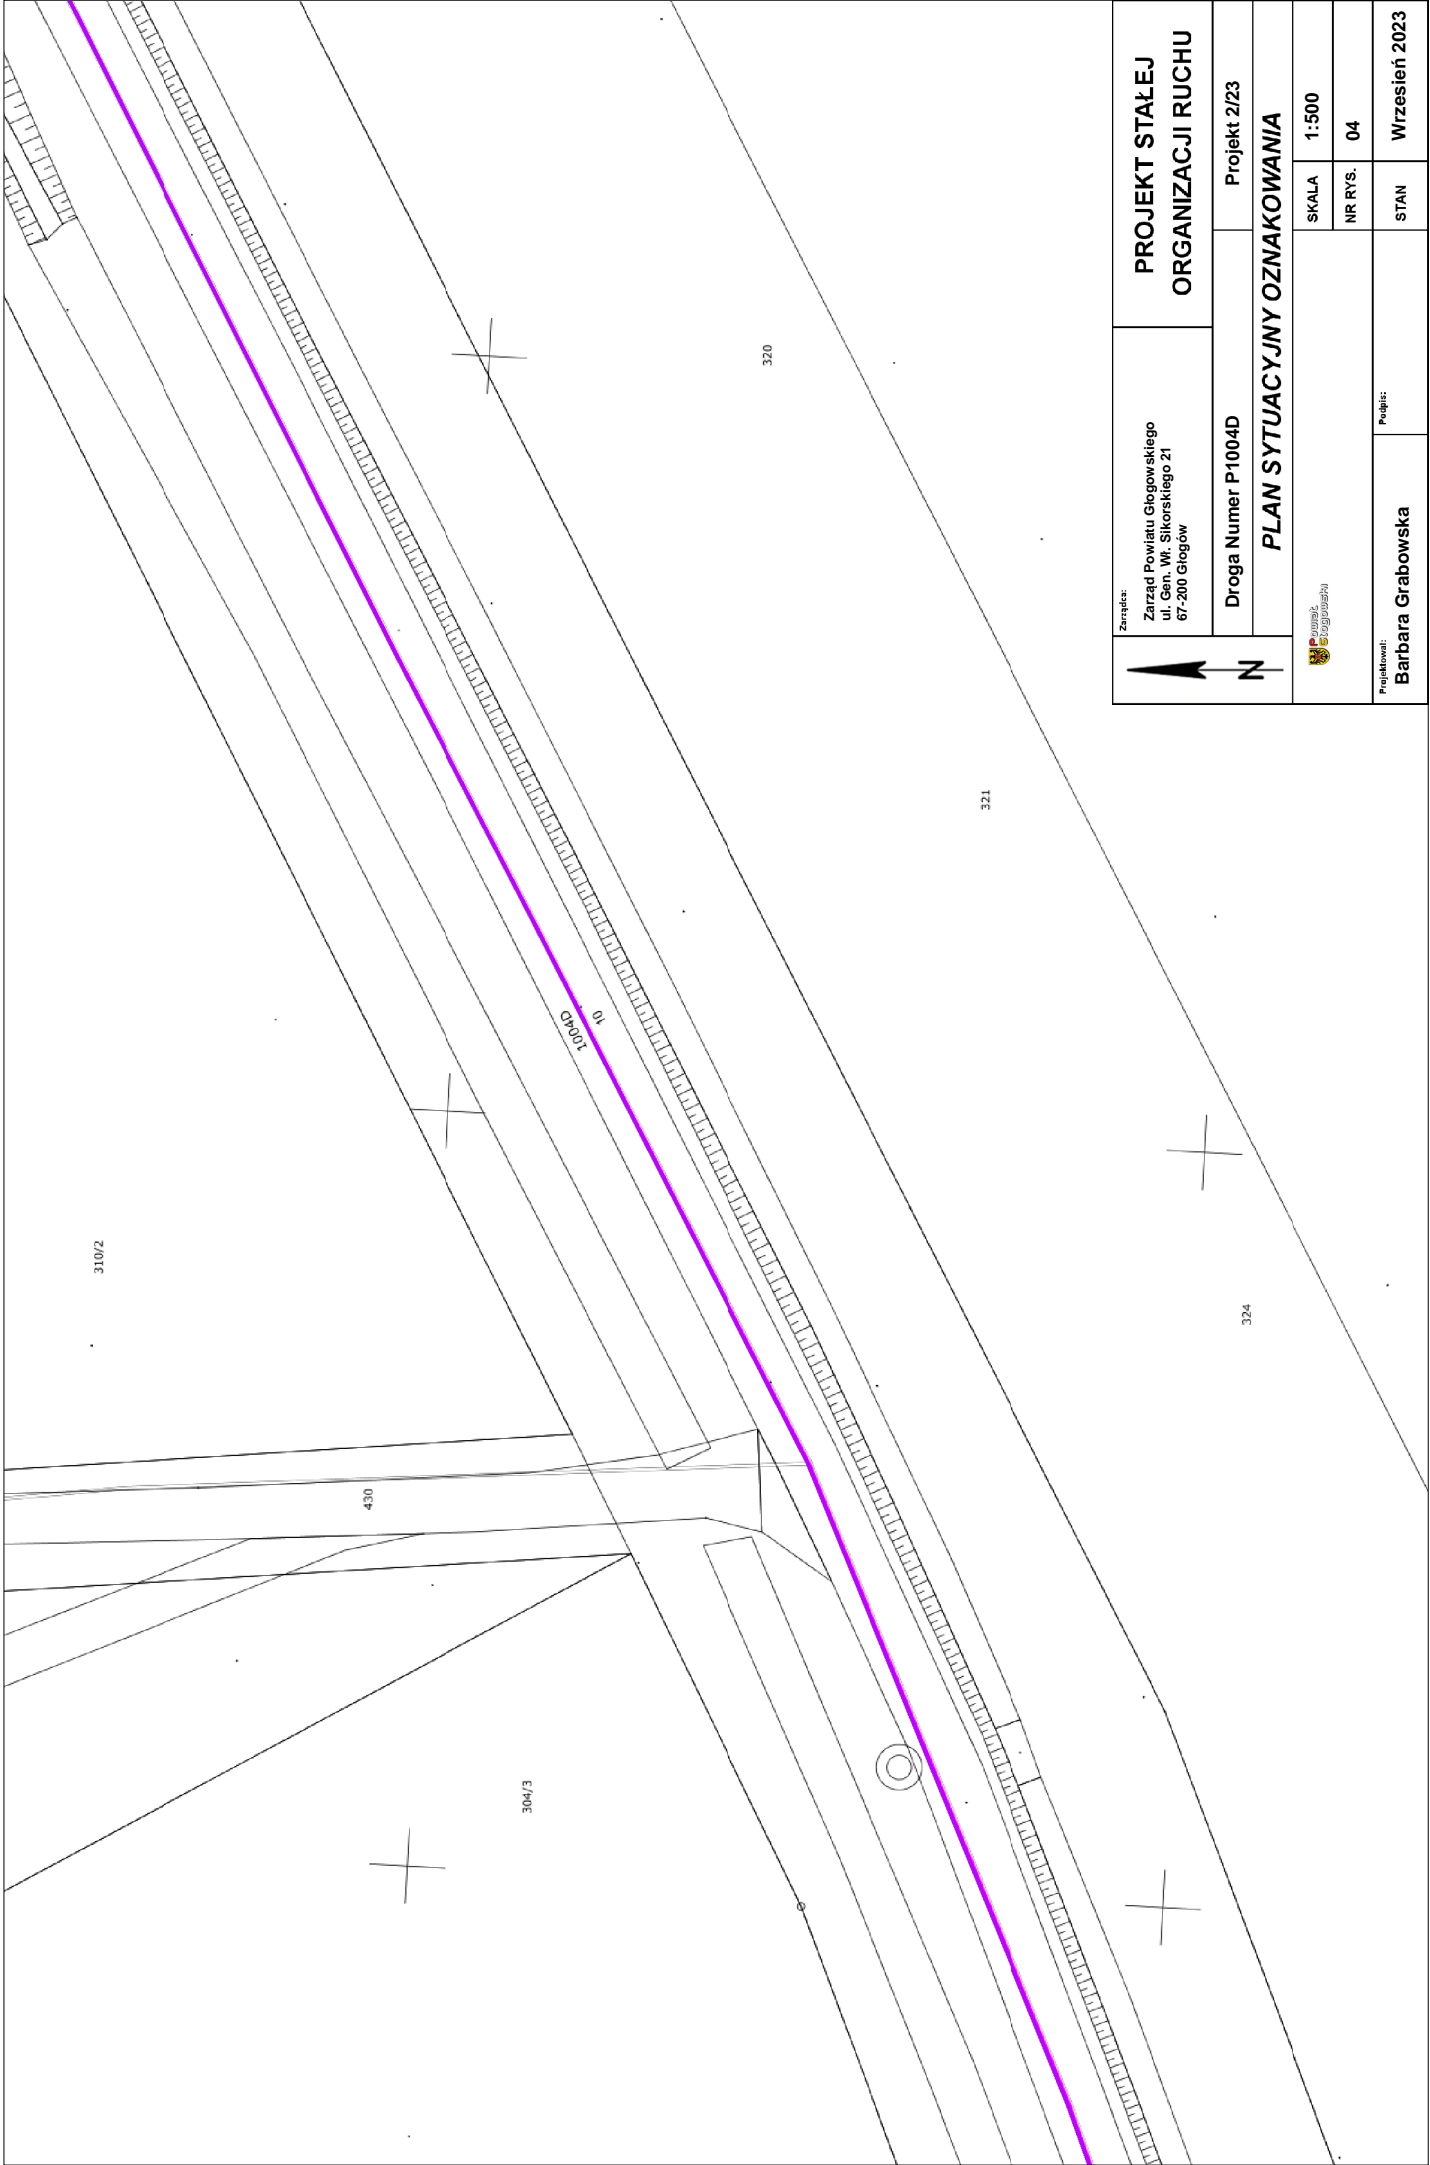 Zarządca:
Zarząd Powiatu Głogowskiego
ul. Gen. Wł. Sikorskiego 21
67-200 Głogów
PROJEKT STAŁEJ
ORGANIZACJI RUCHU
N
Droga Numer P1004D
Projekt 2/23
PLAN SYTUACYJNY OZNAKOWANIA
Powiat
Głogowski
SKALA
1:500
NR RYS.
04
Projektował:
Barbara Grabowska
Podpis:
STAN
Wrzesień 2023
320
321
324
1004D
10
310/2
430
304/3